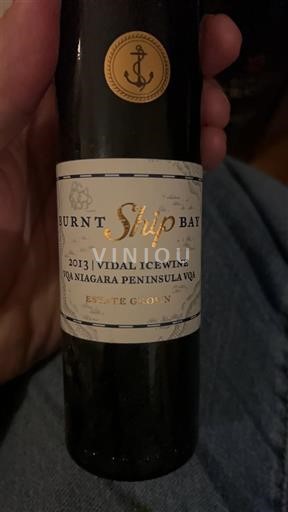 BURNT Ship BAY
VINIOU
2013 | VIDAL ICEWINE
VQA NIAGARA PENINSULA VQA
ESTATE GROWN